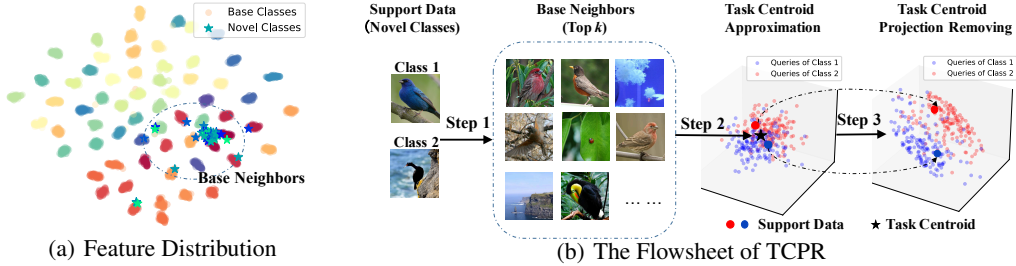 Base Classes
Novel Classes
Base Neighbors
(a) Feature Distribution
Support Data
(Novel Classes)
Class 1
Class 2
Step 1
Base Neighbors
(Top k)
... ...
Step 2
Task Centroid
Approximation
Queries of Class 1
Queries of Class 2
Step 3
Task Centroid
Projection Removing
Queries of Class 1
Queries of Class 2
Support Data
Task Centroid
(b) The Flowsheet of TCPR